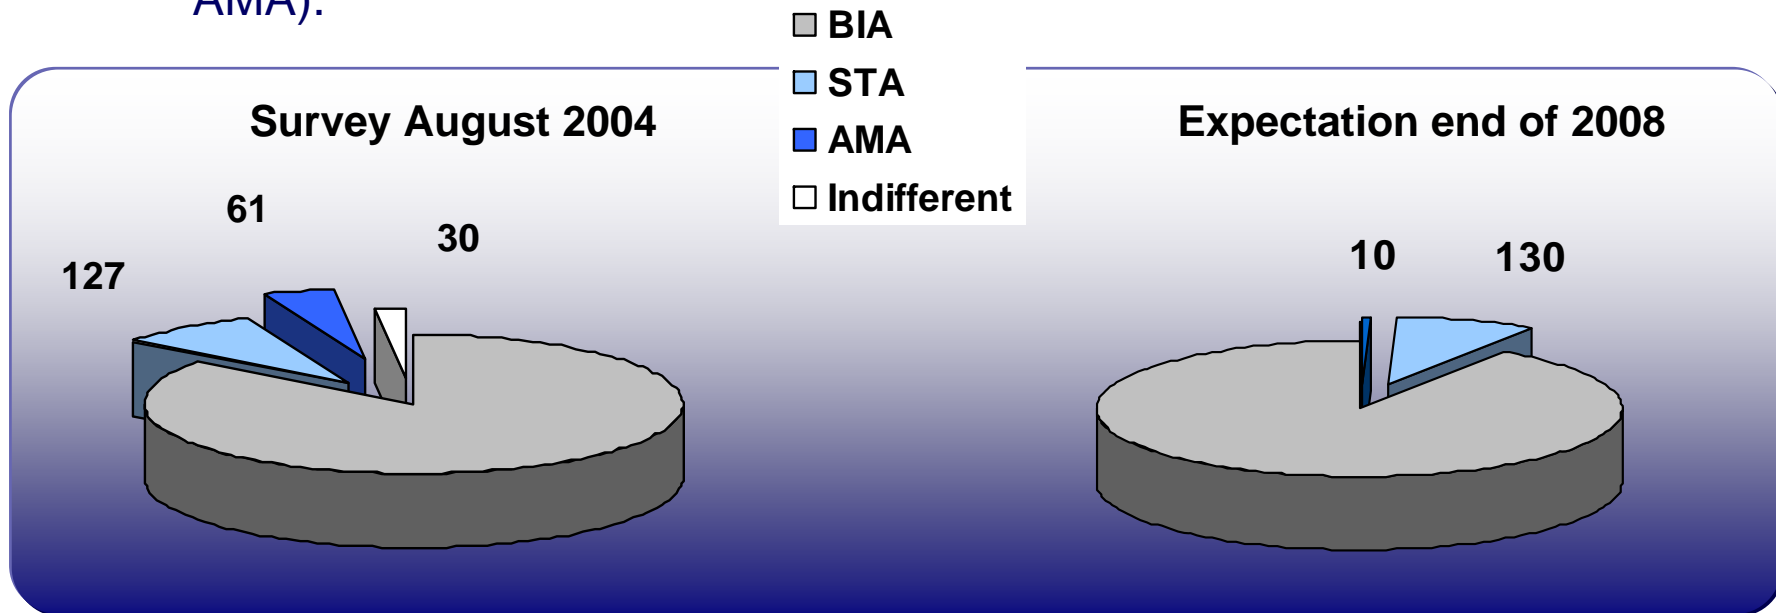 AMA).
BIA
STA
AMA
Indifferent
Survey August 2004
61
30
127
Expectation end of 2008
10
130